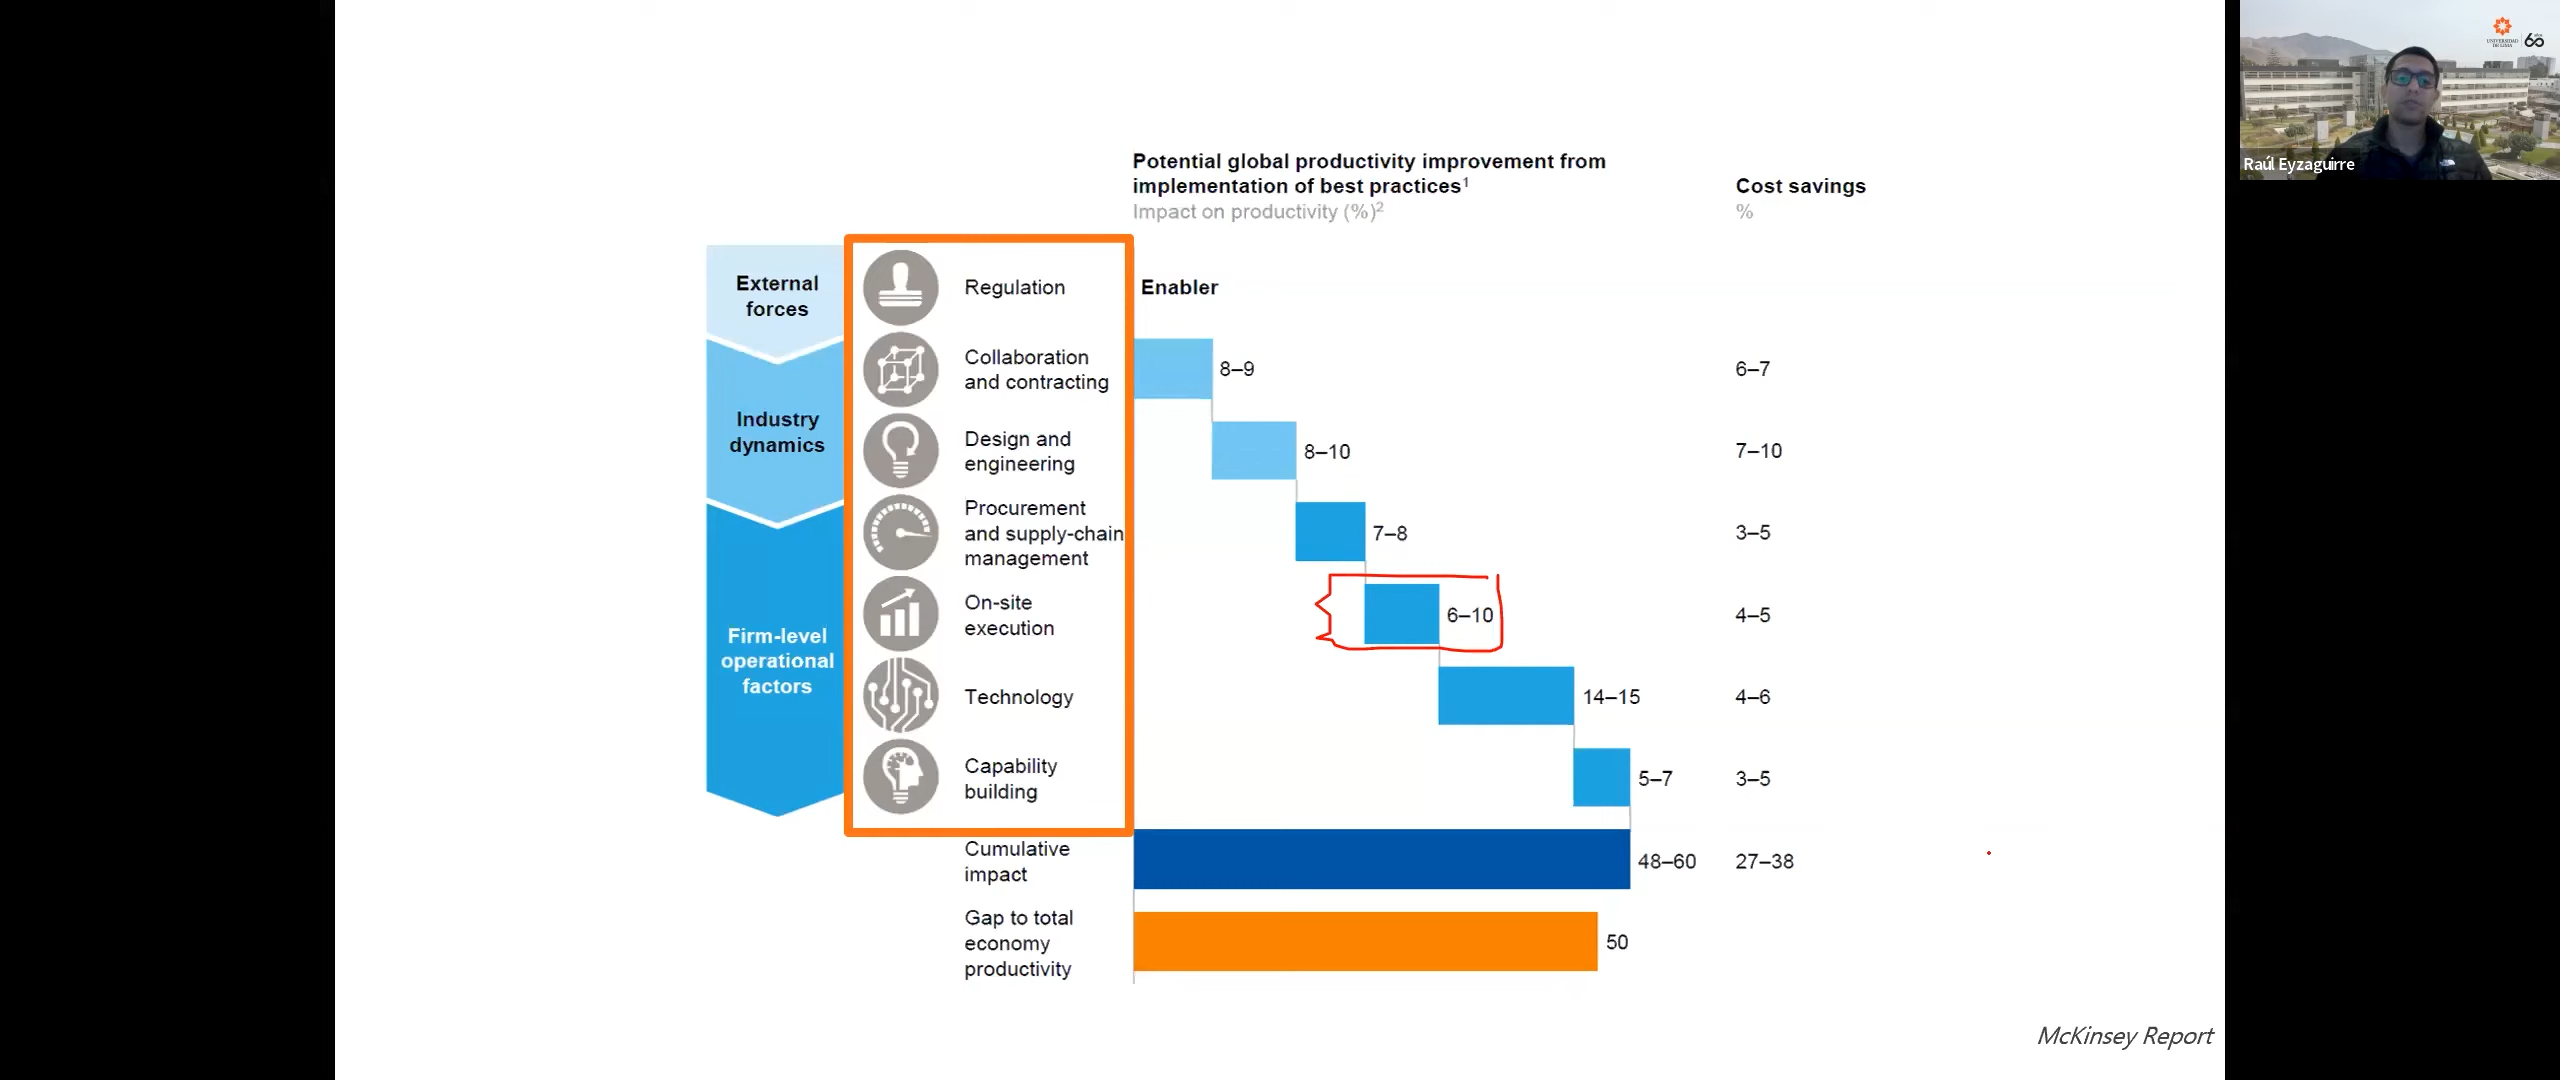 Potential global productivity improvement from
implementation of best practices¹
Impact on productivity (%)²
Cost savings
%
External
forces
Regulation
Enabler
Industry
dynamics
Collaboration
and contracting
8–9
6–7
Design and
engineering
8–10
7–10
Firm-level
operational
factors
Procurement
and supply-chain
management
7–8
3–5
On-site
execution
6–10
4–5
Technology
14–15
4–6
Capability
building
5–7
3–5
Cumulative
impact
48–60
27–38
Gap to total
economy
productivity
50
McKinsey Report
UNIVERSIDAD
DE LIMA
60
Raúl Eyzaguirre